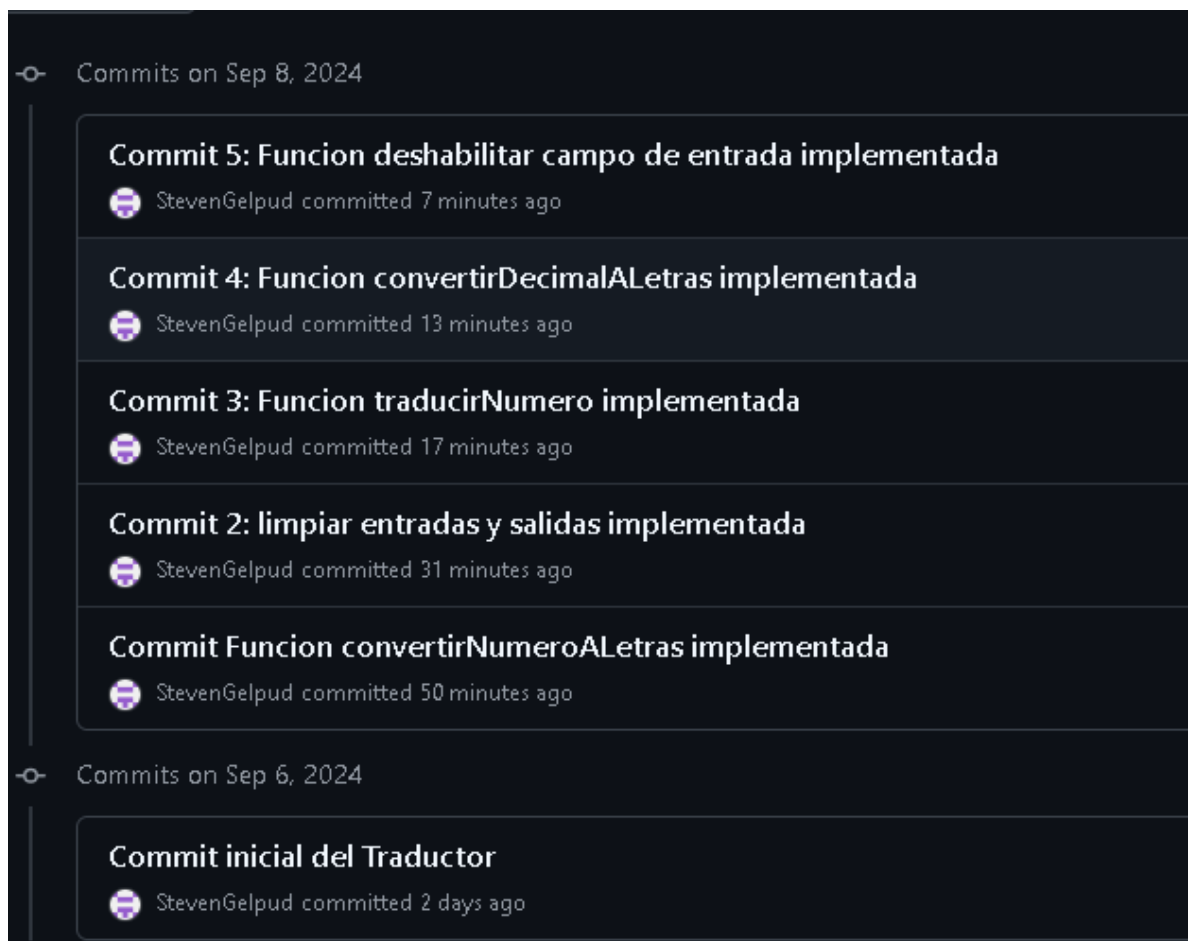 Commits on Sep 8, 2024
Commit 5: Funcion deshabilitar campo de entrada implementada
StevenGelpud committed 7 minutes ago
Commit 4: Funcion convertirDecimalALetras implementada
StevenGelpud committed 13 minutes ago
Commit 3: Funcion traducirNumero implementada
StevenGelpud committed 17 minutes ago
Commit 2: limpiar entradas y salidas implementada
StevenGelpud committed 31 minutes ago
Commit Funcion convertirNumeroALetras implementada
StevenGelpud committed 50 minutes ago
Commits on Sep 6, 2024
Commit inicial del Traductor
StevenGelpud committed 2 days ago